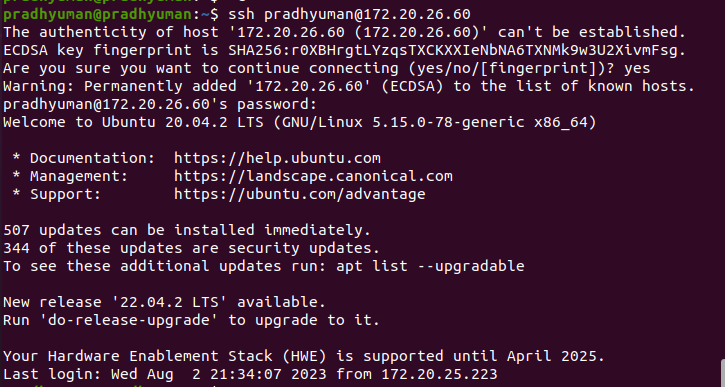 pradhyuman@pradhyuman:~$ ssh pradhyuman@172.20.26.60
The authenticity of host '172.20.26.60 (172.20.26.60)' can't be established.
ECDSA key fingerprint is SHA256:r0XBHrgtLYzqsTXCKXXIeNbNA6TXNMk9w3U2XivmFsg.
Are you sure you want to continue connecting (yes/no/[fingerprint])? yes
Warning: Permanently added '172.20.26.60' (ECDSA) to the list of known hosts.
pradhyuman@172.20.26.60's password:
Welcome to Ubuntu 20.04.2 LTS (GNU/Linux 5.15.0-78-generic x86_64)
* Documentation:  https://help.ubuntu.com
* Management:     https://landscape.canonical.com
* Support:        https://ubuntu.com/advantage
507 updates can be installed immediately.
344 of these updates are security updates.
To see these additional updates run: apt list --upgradable
New release '22.04.2 LTS' available.
Run 'do-release-upgrade' to upgrade to it.
Your Hardware Enablement Stack (HWE) is supported until April 2025.
Last login: Wed Aug  2 21:34:07 2023 from 172.20.25.223